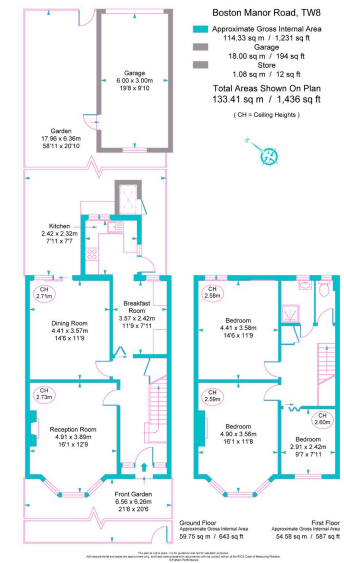 Boston Manor Road, TW8
Approximate Gross Internal Area
114.33 sq m / 1,231 sq ft
Garage
18.00 sq m / 194 sq ft
Store
1.08 sq m / 12 sq ft
Total Areas Shown On Plan
133.41 sq m / 1,436 sq ft
( CH = Ceiling Heights )
Garage
6.00 x 3.00m
19'8 x 9'10
Garden
17.96 x 6.36m
58'11 x 20'10
Kitchen
2.42 x 2.32m
7'11 x 7'7
CH
2.71m
Dining Room
4.41 x 3.57m
14'6 x 11'9
Breakfast
Room
3.57 x 2.42m
11'9 x 7'11
CH
2.73m
Reception Room
4.91 x 3.89m
16'1 x 12'9
Front Garden
6.56 x 6.26m
21'6 x 20'6
CH
2.58m
Bedroom
4.41 x 3.58m
14'6 x 11'9
CH
2.59m
Bedroom
4.90 x 3.56m
16'1 x 11'8
CH
2.60m
Bedroom
2.91 x 2.42m
9'7 x 7'11
Ground Floor
Approximate Gross Internal Area
59.75 sq m / 643 sq ft
First Floor
Approximate Gross Internal Area
54.58 sq m / 587 sq ft